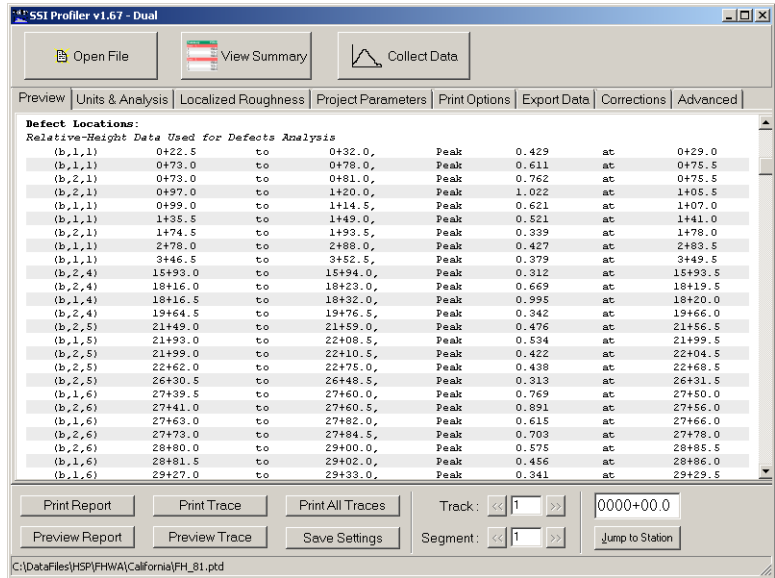 SSI Profiler v1.67 - Dual
Open File View Summary Collect Data
Preview Units & Analysis Localized Roughness Project Parameters Print Options Export Data Corrections Advanced
Defect Locations:
Relative-Height Data Used for Defects Analysis
(b,1,1) 0+22.5 to 0+32.0, Peak 0.429 at 0+29.0
(b,1,1) 0+73.0 to 0+78.0, Peak 0.611 at 0+75.5
(b,2,1) 0+73.0 to 0+81.0, Peak 0.762 at 0+75.5
(b,2,1) 0+97.0 to 1+20.0, Peak 1.022 at 1+05.5
(b,1,1) 0+99.0 to 1+14.5, Peak 0.621 at 1+07.0
(b,1,1) 1+35.5 to 1+49.0, Peak 0.521 at 1+41.0
(b,2,1) 1+74.5 to 1+93.5, Peak 0.339 at 1+78.0
(b,1,1) 2+78.0 to 2+88.0, Peak 0.427 at 2+83.5
(b,1,1) 3+46.5 to 3+52.5, Peak 0.379 at 3+49.5
(b,2,4) 15+93.0 to 15+94.0, Peak 0.312 at 15+93.5
(b,2,4) 18+16.0 to 18+23.0, Peak 0.669 at 18+19.5
(b,1,4) 18+16.5 to 18+32.0, Peak 0.995 at 18+20.0
(b,2,4) 19+64.5 to 19+76.5, Peak 0.342 at 19+66.0
(b,2,5) 21+49.0 to 21+59.0, Peak 0.476 at 21+56.5
(b,1,5) 21+93.0 to 22+08.5, Peak 0.534 at 21+99.5
(b,2,5) 21+99.0 to 22+10.5, Peak 0.422 at 22+04.5
(b,2,5) 22+62.0 to 22+75.0, Peak 0.438 at 22+68.5
(b,2,5) 26+30.5 to 26+48.5, Peak 0.313 at 26+31.5
(b,1,6) 27+39.5 to 27+60.0, Peak 0.769 at 27+50.0
(b,2,6) 27+41.0 to 27+60.5, Peak 0.891 at 27+56.0
(b,1,6) 27+63.0 to 27+82.0, Peak 0.615 at 27+66.0
(b,2,6) 27+73.0 to 27+84.5, Peak 0.703 at 27+78.0
(b,2,6) 28+80.0 to 29+00.0, Peak 0.575 at 28+85.5
(b,1,6) 28+81.5 to 29+02.0, Peak 0.456 at 28+86.0
(b,1,6) 29+27.0 to 29+33.0, Peak 0.341 at 29+29.5
Print Report Print Trace Print All Traces Track : << 1 >> 0000+00.0
Preview Report Preview Trace Save Settings Segment : << 1 >> Jump to Station
C:\DataFiles\HSP\FHWA\California\FH_81.ptd